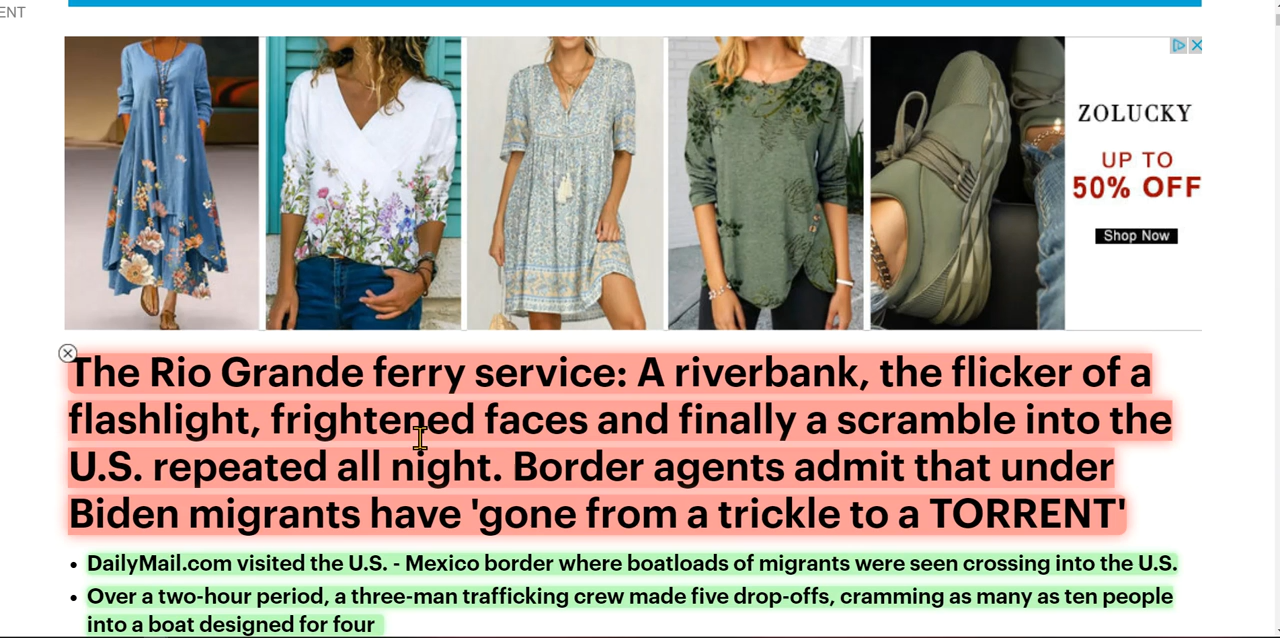 ENT
ZOLUCKY
UP TO
50% OFF
Shop Now
The Rio Grande ferry service: A riverbank, the flicker of a
flashlight, frightened faces and finally a scramble into the
U.S. repeated all night. Border agents admit that under
Biden migrants have 'gone from a trickle to a TORRENT'
• DailyMail.com visited the U.S. - Mexico border where boatloads of migrants were seen crossing into the U.S.
• Over a two-hour period, a three-man trafficking crew made five drop-offs, cramming as many as ten people
into a boat designed for four